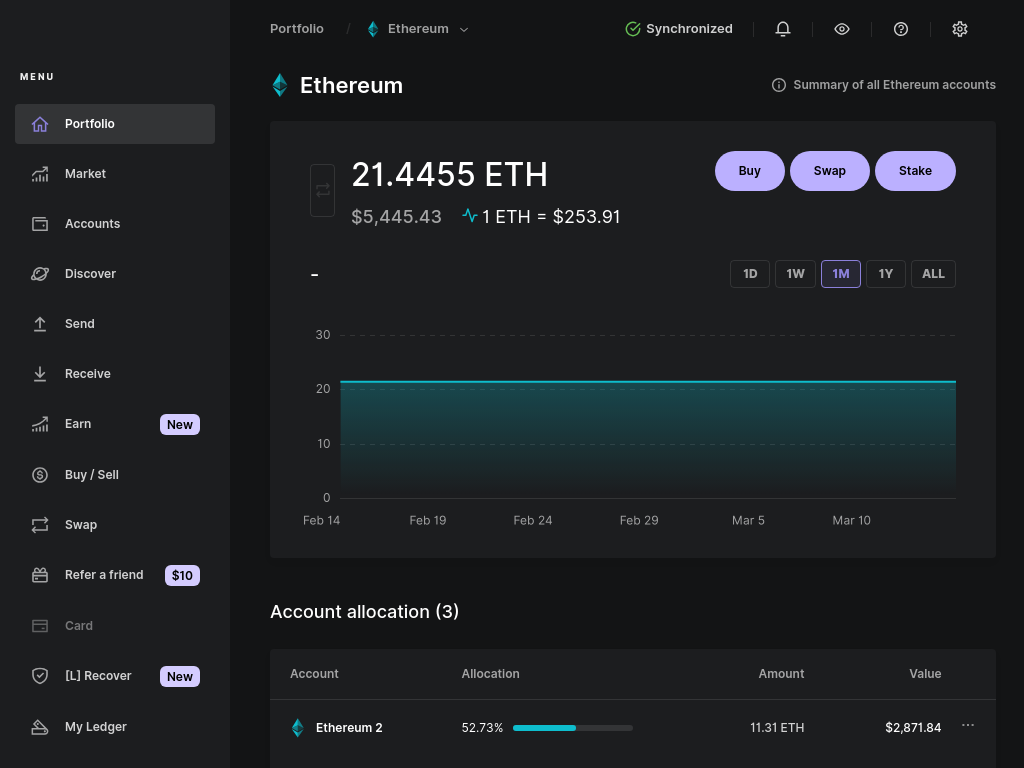 Portfolio / Ethereum
Synchronized
MENU
Ethereum
Summary of all Ethereum accounts
Portfolio
Market
Accounts
Discover
Send
Receive
Earn New
Buy / Sell
Swap
Refer a friend $10
Card
[L] Recover New
My Ledger
21.4455 ETH
Buy Swap Stake
$5,445.43 1 ETH = $253.91
-
1D 1W 1M 1Y ALL
30
20
10
0
Feb 14 Feb 19 Feb 24 Feb 29 Mar 5 Mar 10
Account allocation (3)
Account Allocation Amount Value
Ethereum 2 52.73% 11.31 ETH $2,871.84 ...